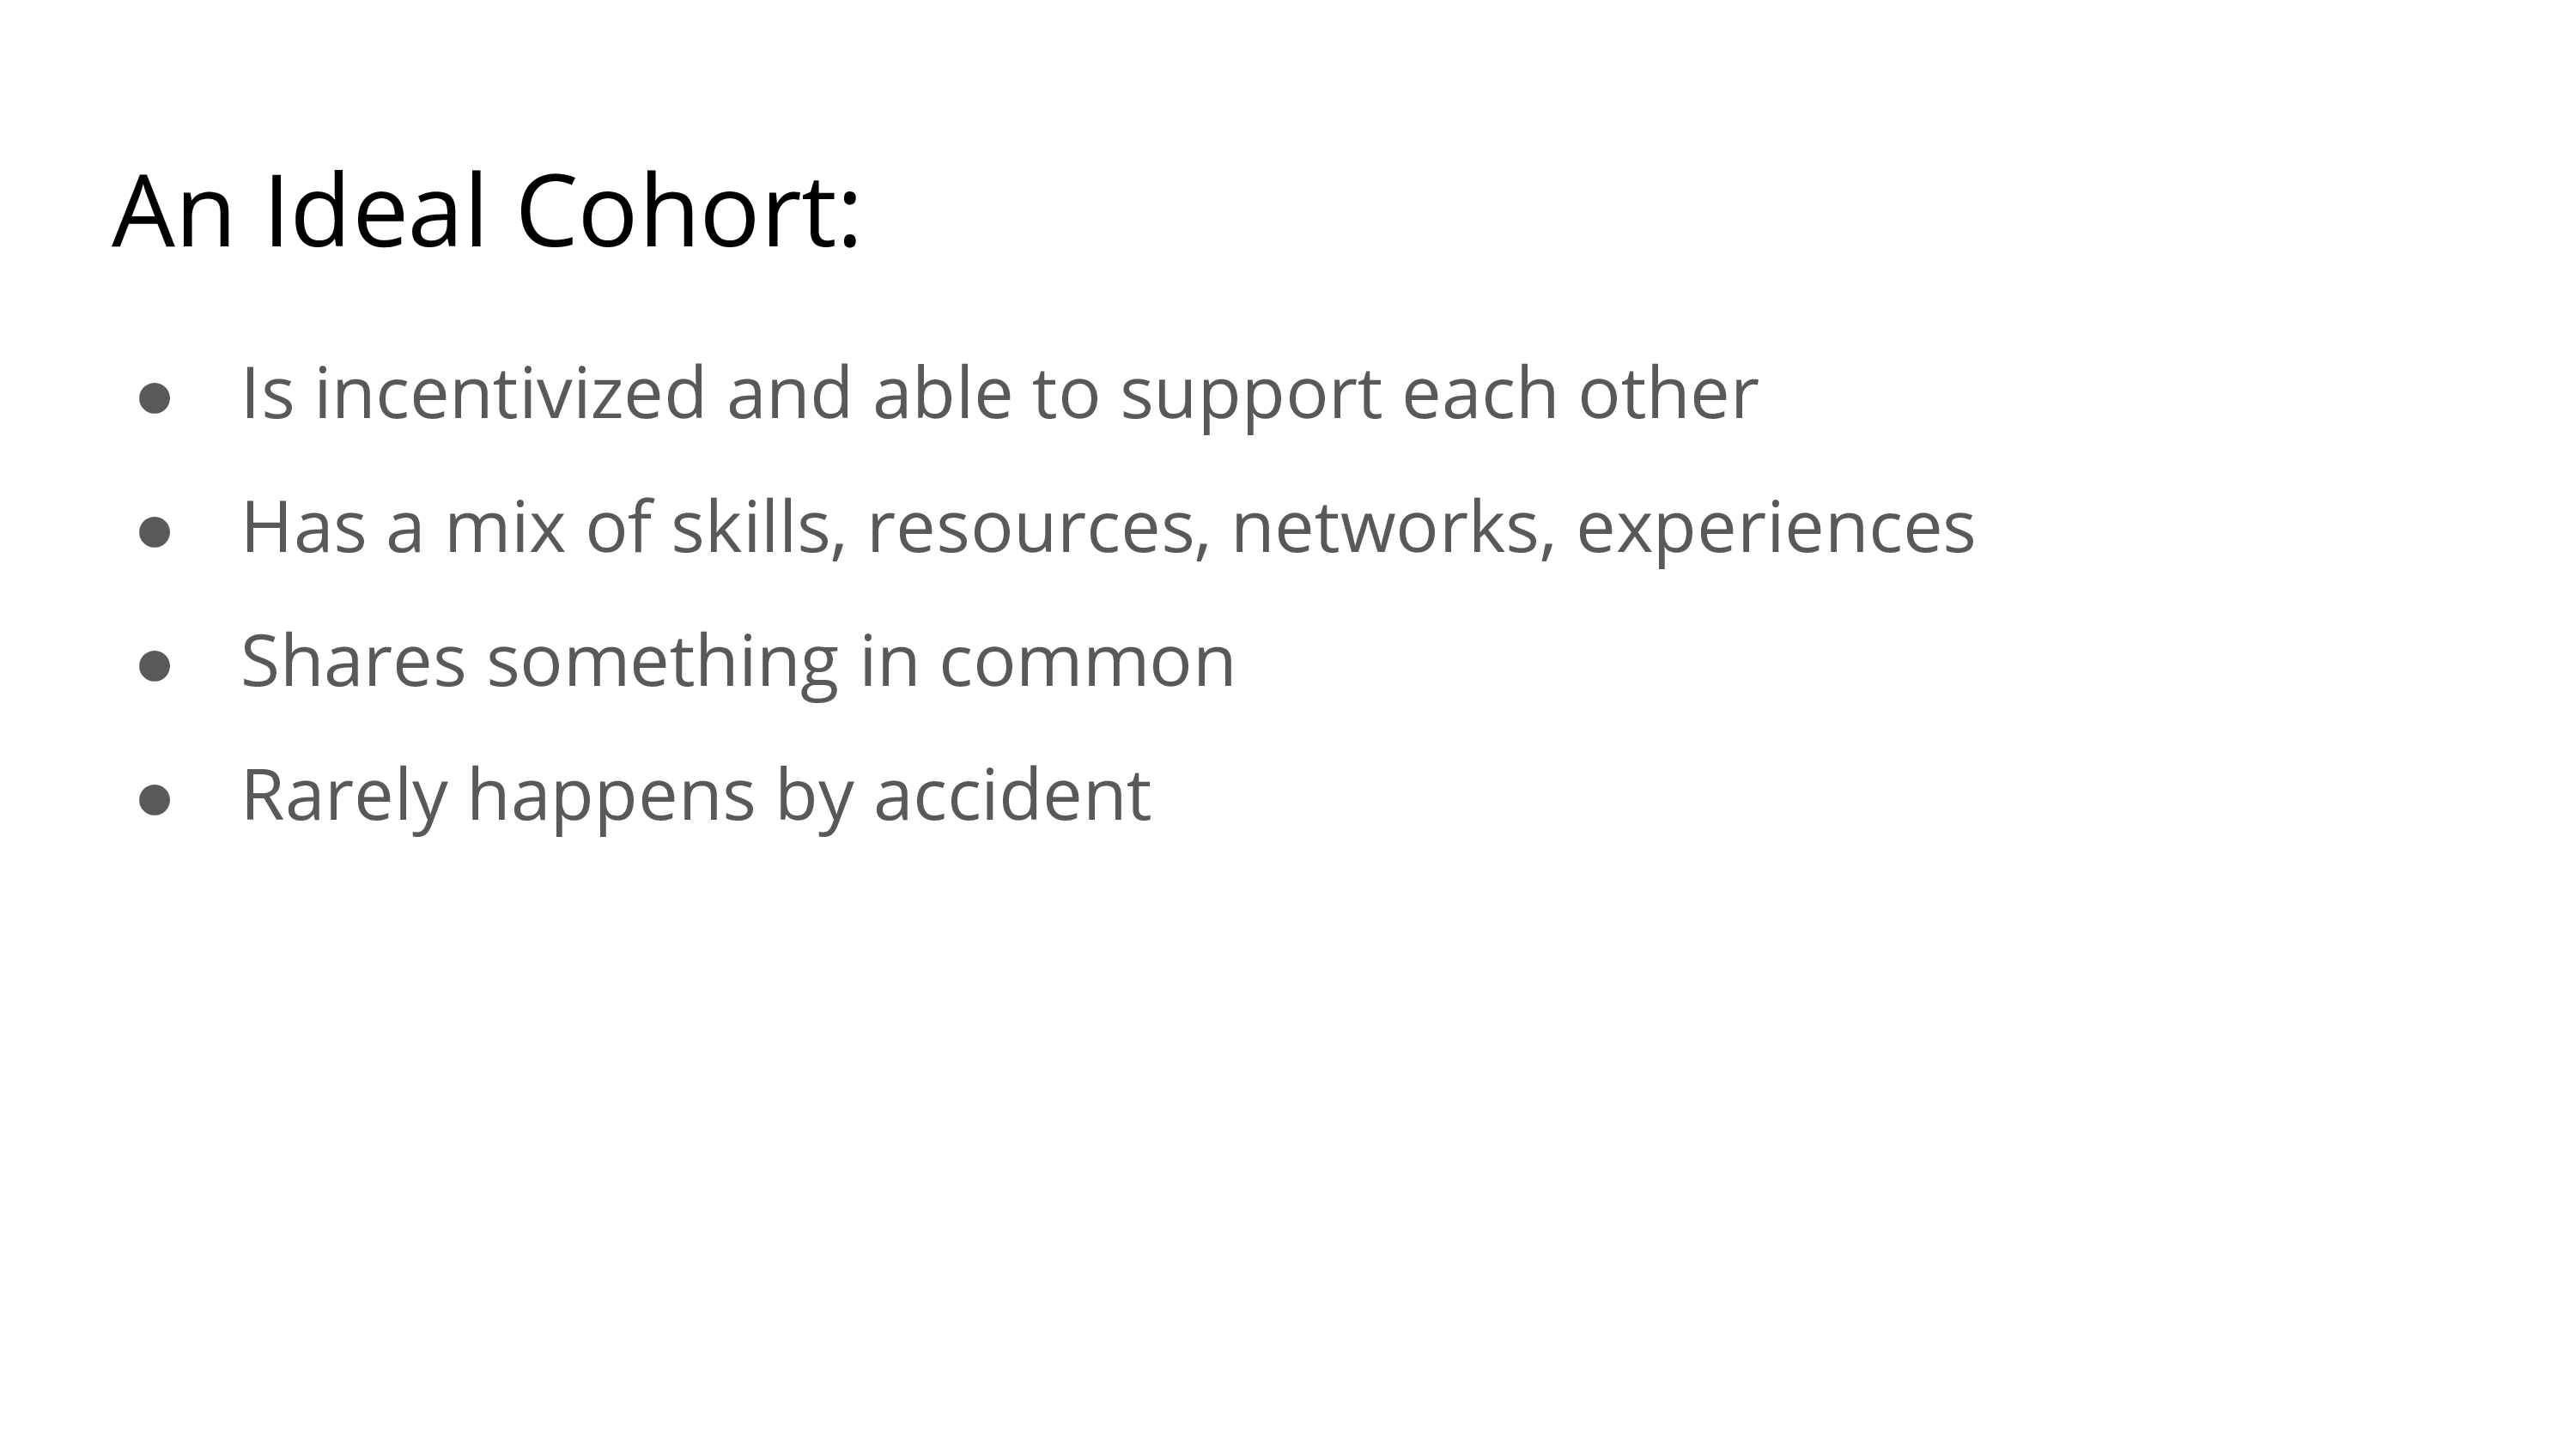 An Ideal Cohort:
● Is incentivized and able to support each other
● Has a mix of skills, resources, networks, experiences
● Shares something in common
● Rarely happens by accident